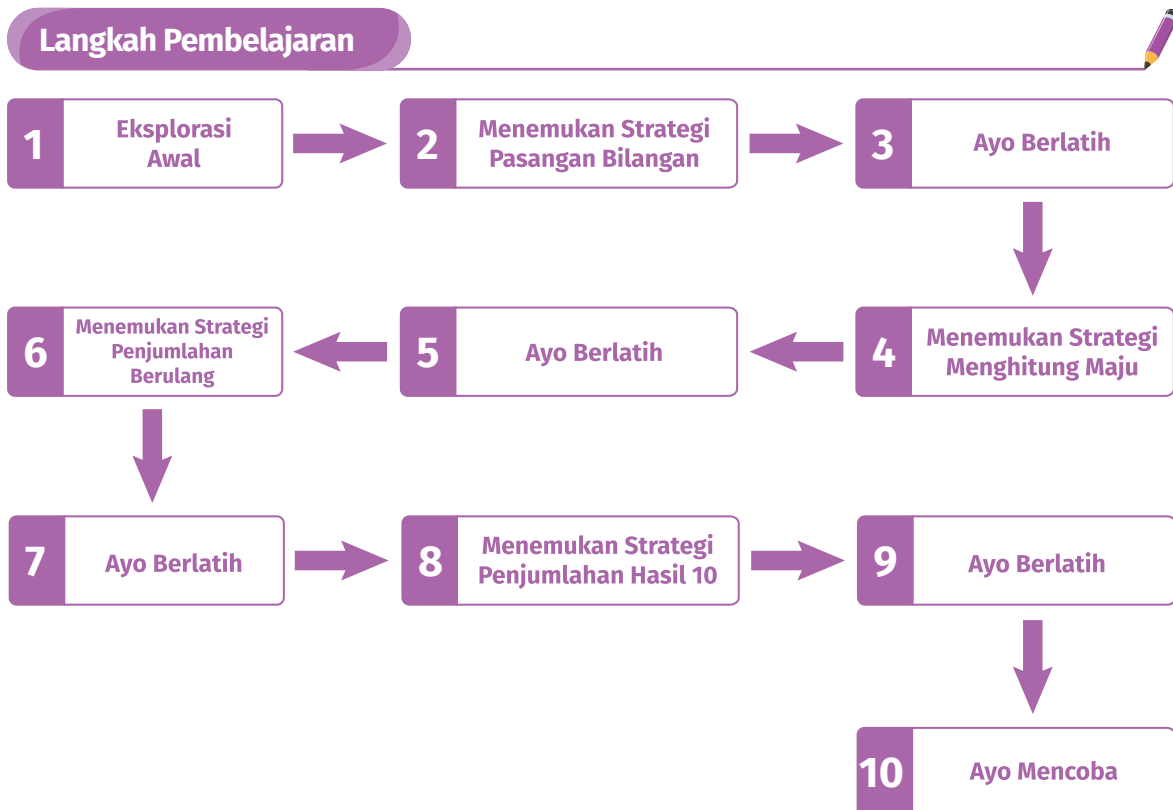 Langkah Pembelajaran
1
Eksplorasi
Awal
2
Menemukan Strategi
Pasangan Bilangan
3
Ayo Berlatih
4
Menemukan Strategi
Menghitung Maju
5
Ayo Berlatih
6
Menemukan Strategi
Penjumlahan
Berulang
7
Ayo Berlatih
8
Menemukan Strategi
Penjumlahan Hasil 10
9
Ayo Berlatih
10
Ayo Mencoba